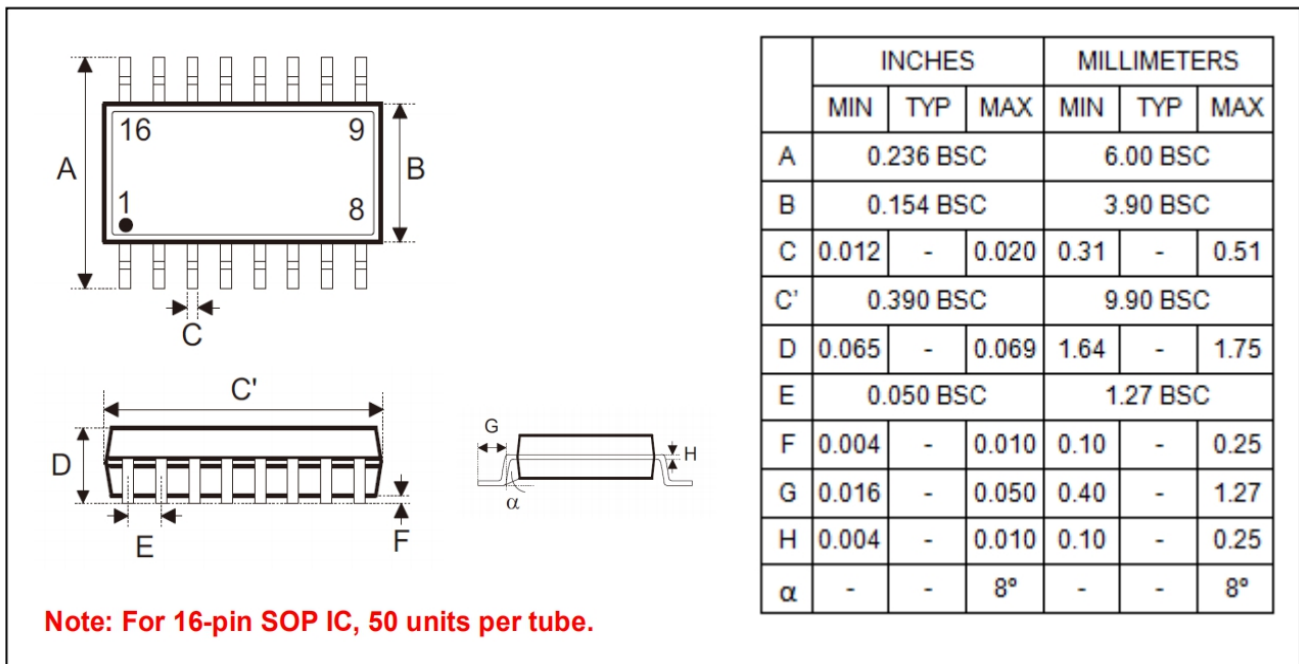 16 9
1 8
A
B
C
C'
D
E
F
G
H
α
Note: For 16-pin SOP IC, 50 units per tube.
INCHES MILLIMETERS
MIN TYP MAX MIN TYP MAX
A 0.236 BSC 6.00 BSC
B 0.154 BSC 3.90 BSC
C 0.012 - 0.020 0.31 - 0.51
C' 0.390 BSC 9.90 BSC
D 0.065 - 0.069 1.64 - 1.75
E 0.050 BSC 1.27 BSC
F 0.004 - 0.010 0.10 - 0.25
G 0.016 - 0.050 0.40 - 1.27
H 0.004 - 0.010 0.10 - 0.25
α - - 8° - - 8°